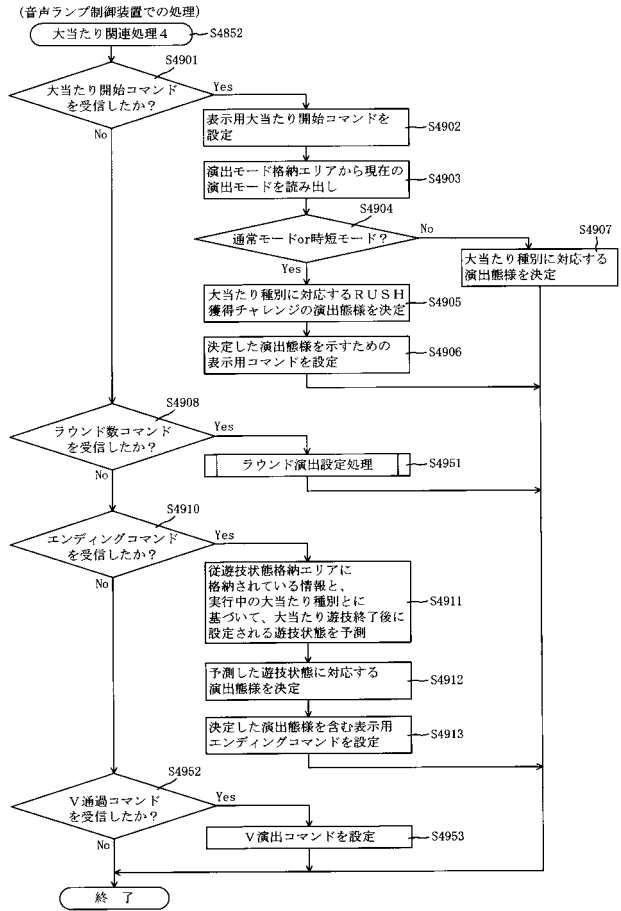 (音声ランプ制御装置での処理)
大当たり関連処理４
S4852
S4901
大当たり開始コマンド
を受信したか？
Yes
No
表示用大当たり開始コマンドを
設定
S4902
演出モード格納エリアから現在の
演出モードを読み出し
S4903
S4904
通常モードor時短モード？
No
Yes
S4907
大当たり種別に対応する
演出態様を決定
大当たり種別に対応するＲＵＳＨ
獲得チャレンジの演出態様を決定
S4905
決定した演出態様を示すための
表示用コマンドを設定
S4906
S4908
ラウンド数コマンド
を受信したか？
Yes
No
ラウンド演出設定処理
S4951
S4910
エンディングコマンド
を受信したか？
Yes
No
従遊技状態格納エリアに
格納されている情報と、
実行中の大当たり種別とに
基づいて、大当たり遊技終了後に
設定される遊技状態を予測
S4911
予測した遊技状態に対応する
演出態様を決定
S4912
決定した演出態様を含む表示用
エンディングコマンドを設定
S4913
S4952
Ｖ通過コマンド
を受信したか？
Yes
No
Ｖ演出コマンドを設定
S4953
終 了